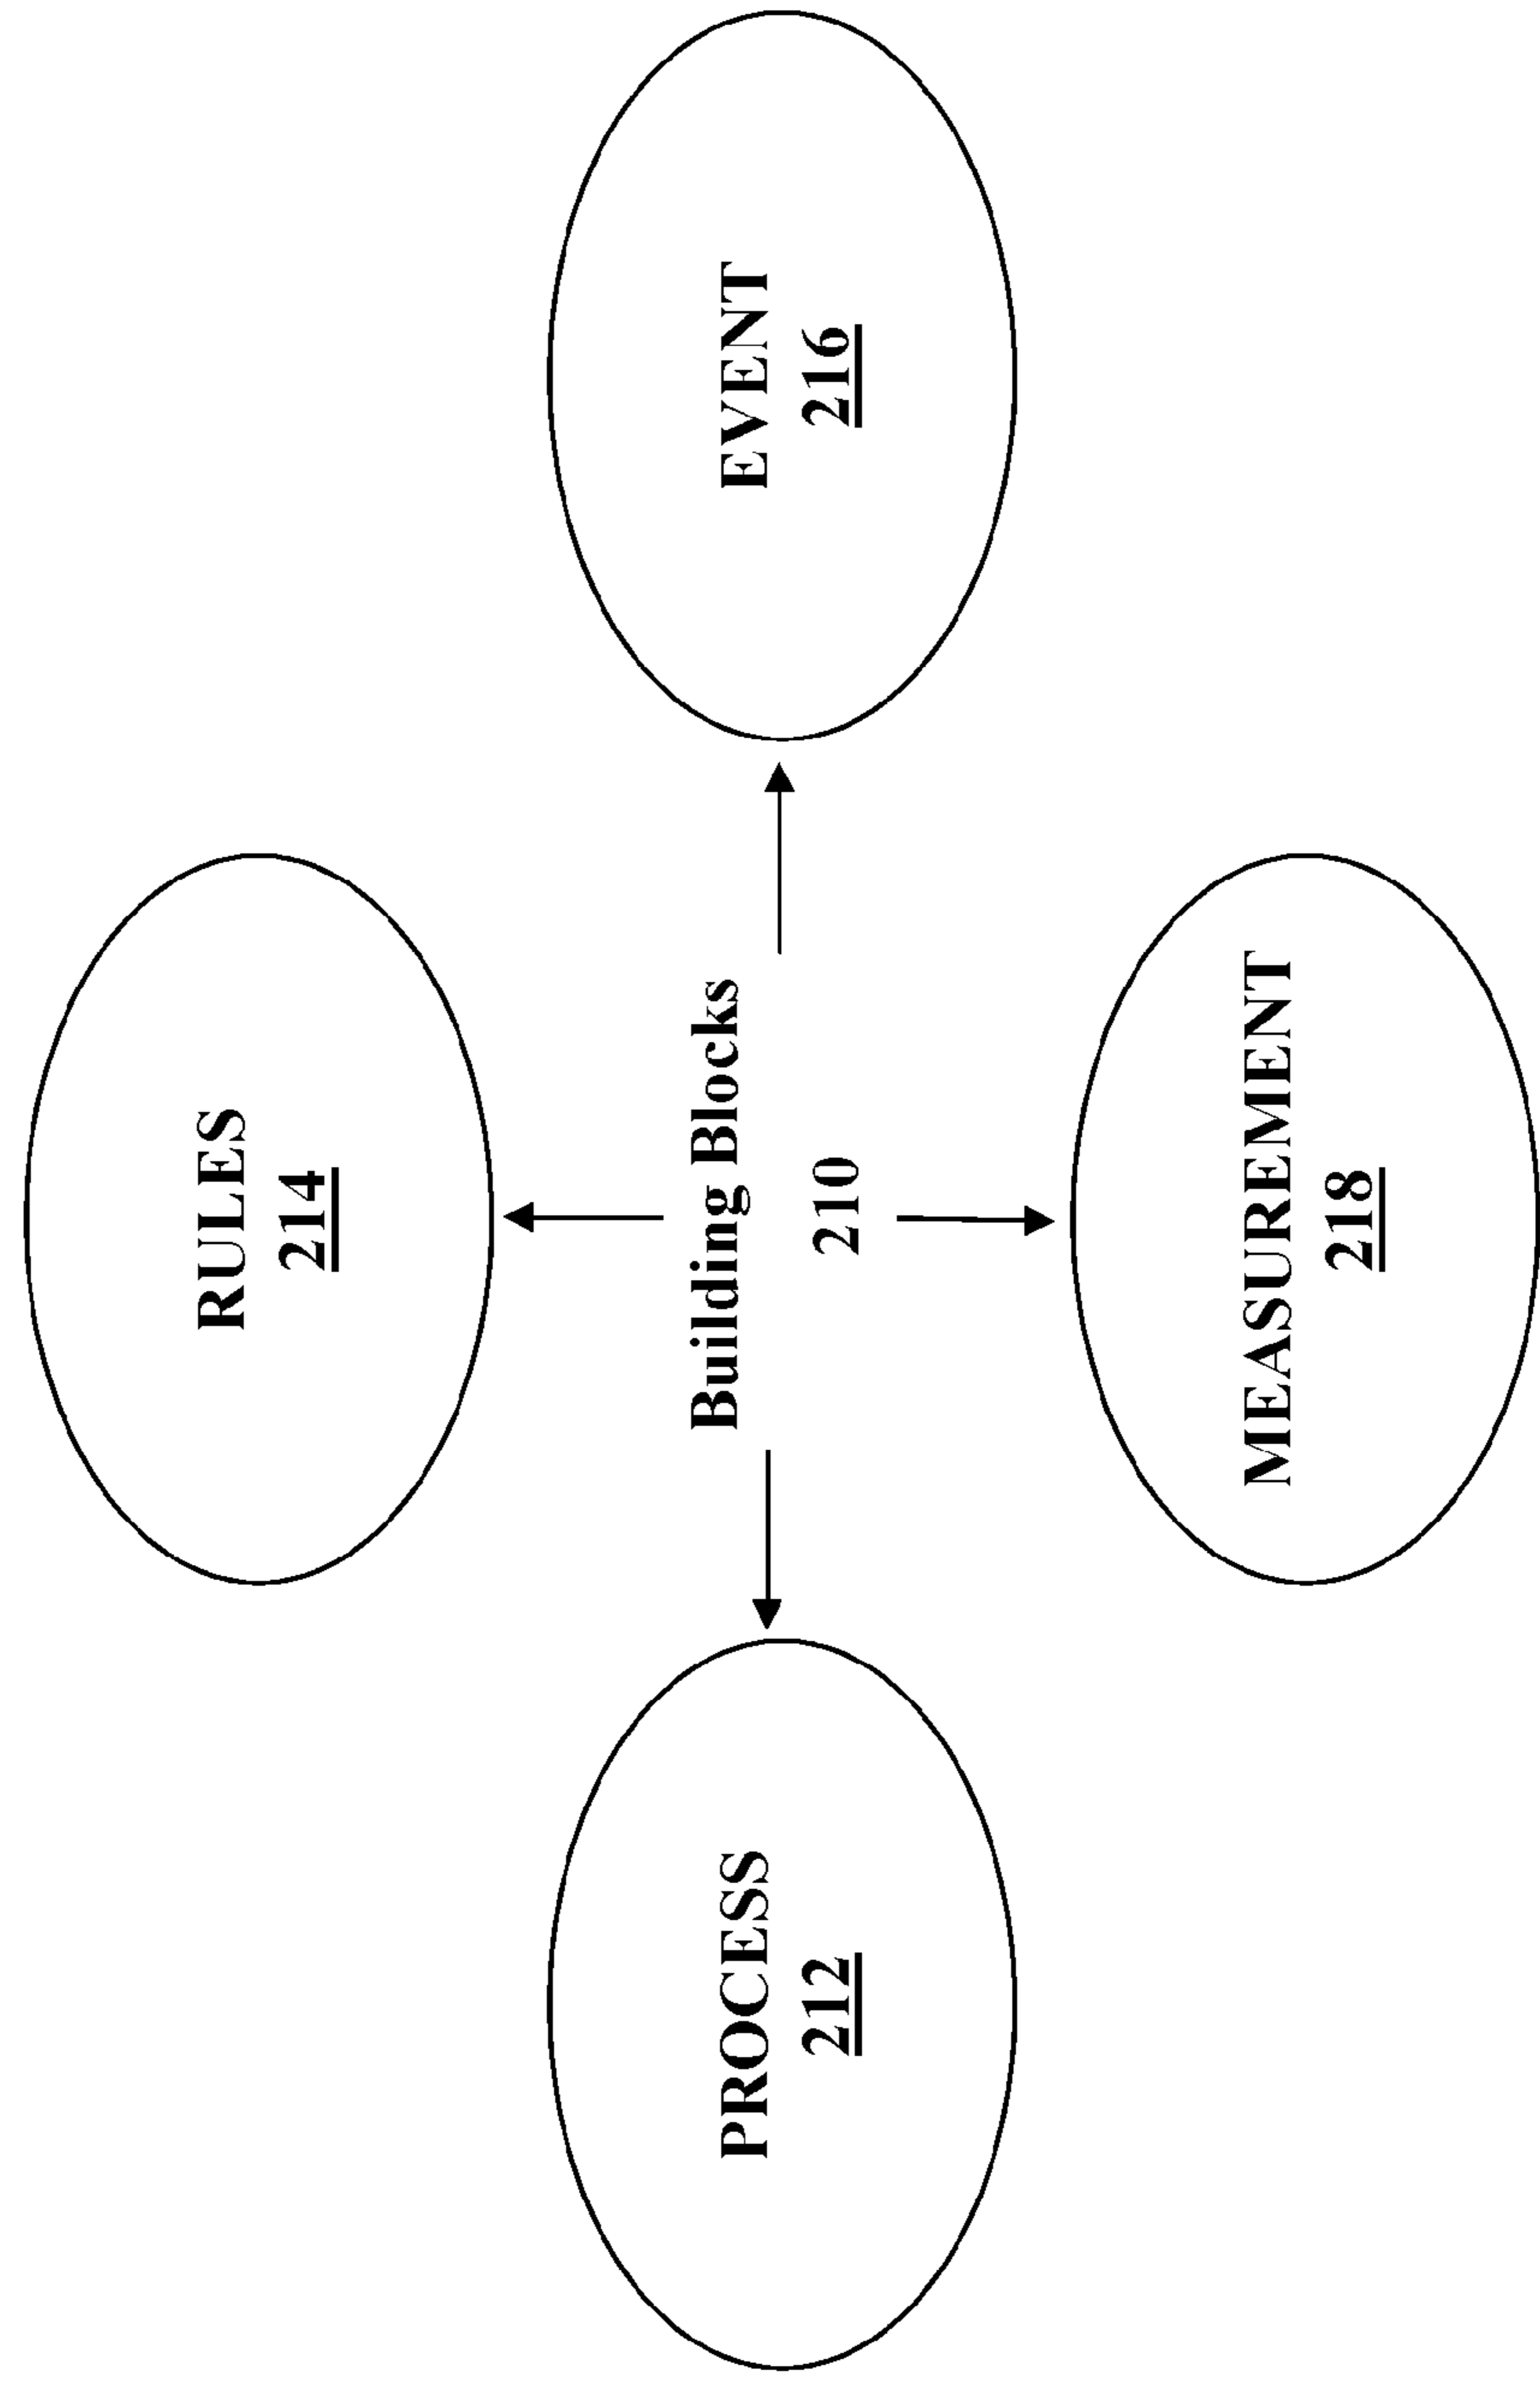 RULES
214
PROCESS
212
Building Blocks
210
EVENT
216
MEASUREMENT
218